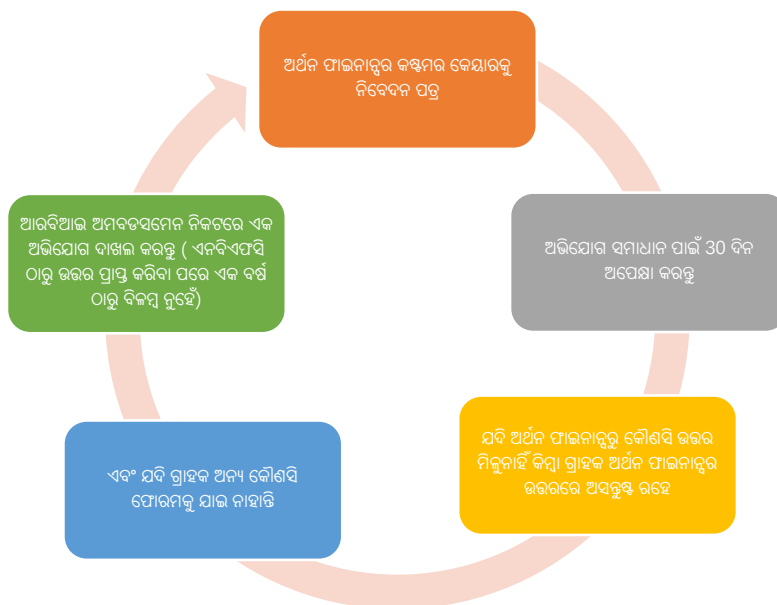 ଅର୍ଥନ ଫାଇନାନ୍ସର କଷ୍ଟମର କେୟାରକୁ
ନିବେଦନ ପତ୍ର
ଅଭିଯୋଗ ସମାଧାନ ପାଇଁ 30 ଦିନ
ଅପେକ୍ଷା କରନ୍ତୁ
ଯଦି ଅର୍ଥନ ଫାଇନାନ୍ସରୁ କୌଣସି ଉତ୍ତର
ମିଳୁନାହିଁ କିମ୍ବା ଗ୍ରାହକ ଅର୍ଥନ ଫାଇନାନ୍ସର
ଉତ୍ତରରେ ଅସନ୍ତୁଷ୍ଟ ରହେ
ଏବଂ ଯଦି ଗ୍ରାହକ ଅନ୍ୟ କୌଣସି
ଫୋରମକୁ ଯାଇ ନାହାନ୍ତି
ଆରବିଆଇ ଅମବଡସମେନ ନିକଟରେ ଏକ
ଅଭିଯୋଗ ଦାଖଲ କରନ୍ତୁ ( ଏନବିଏଫସି
ଠାରୁ ଉତ୍ତର ପ୍ରାପ୍ତ କରିବା ପରେ ଏକ ବର୍ଷ
ଠାରୁ ବିଳମ୍ବ ନୁହେଁ)